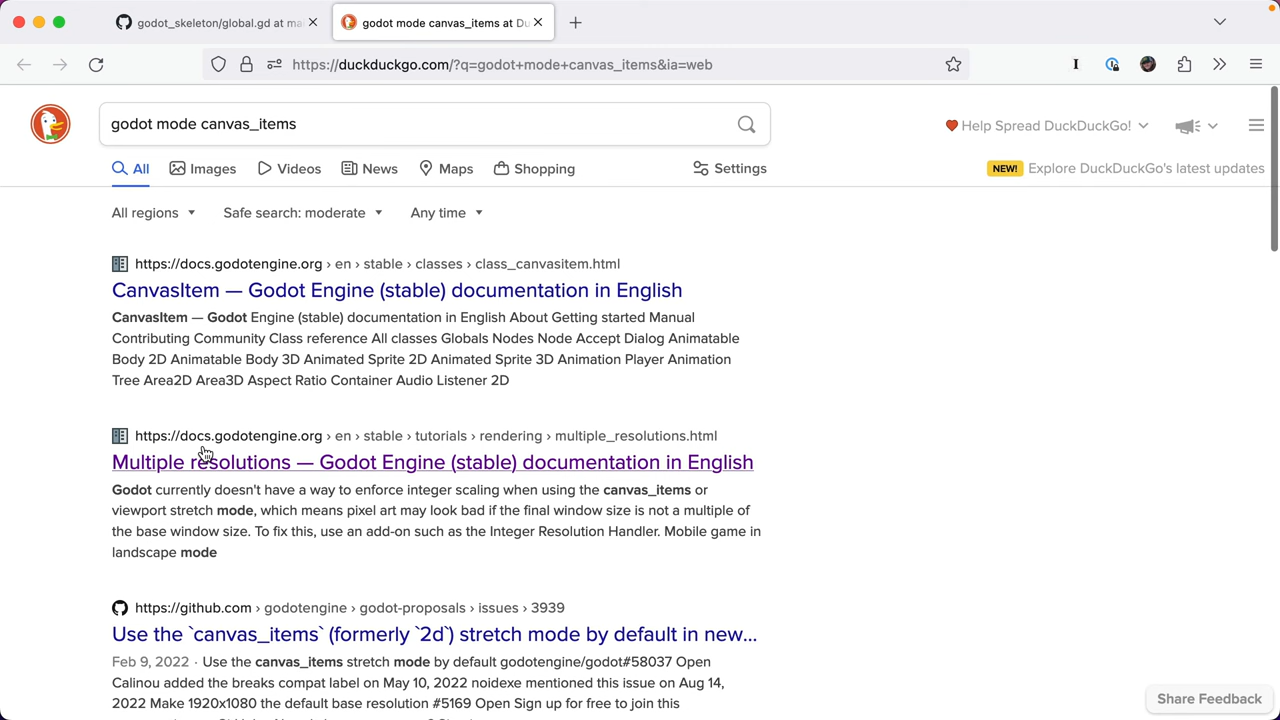 godot_skeleton/global.gd at ma
godot mode canvas_items at Du
https://duckduckgo.com/?q=godot+mode+canvas_items&ia=web
godot mode canvas_items
Help Spread DuckDuckGo!
All
Images
Videos
News
Maps
Shopping
Settings
NEW! Explore DuckDuckGo's latest updates
All regions
Safe search: moderate
Any time
https://docs.godotengine.org › en › stable › classes › class_canvasitem.html
CanvasItem — Godot Engine (stable) documentation in English
CanvasItem — Godot Engine (stable) documentation in English About Getting started Manual
Contributing Community Class reference All classes Globals Nodes Node Accept Dialog Animatable
Body 2D Animatable Body 3D Animated Sprite 2D Animated Sprite 3D Animation Player Animation
Tree Area2D Area3D Aspect Ratio Container Audio Listener 2D
https://docs.godotengine.org › en › stable › tutorials › rendering › multiple_resolutions.html
Multiple resolutions — Godot Engine (stable) documentation in English
Godot currently doesn't have a way to enforce integer scaling when using the canvas_items or
viewport stretch mode, which means pixel art may look bad if the final window size is not a multiple of
the base window size. To fix this, use an add-on such as the Integer Resolution Handler. Mobile game in
landscape mode
https://github.com › godotengine › godot-proposals › issues › 3939
Use the `canvas_items` (formerly `2d`) stretch mode by default in new...
Feb 9, 2022 · Use the canvas_items stretch mode by default godotengine/godot#58037 Open
Calinou added the breaks compat label on May 10, 2022 noidexe mentioned this issue on Aug 14,
2022 Make 1920x1080 the default base resolution #5169 Open Sign up for free to join this
Share Feedback